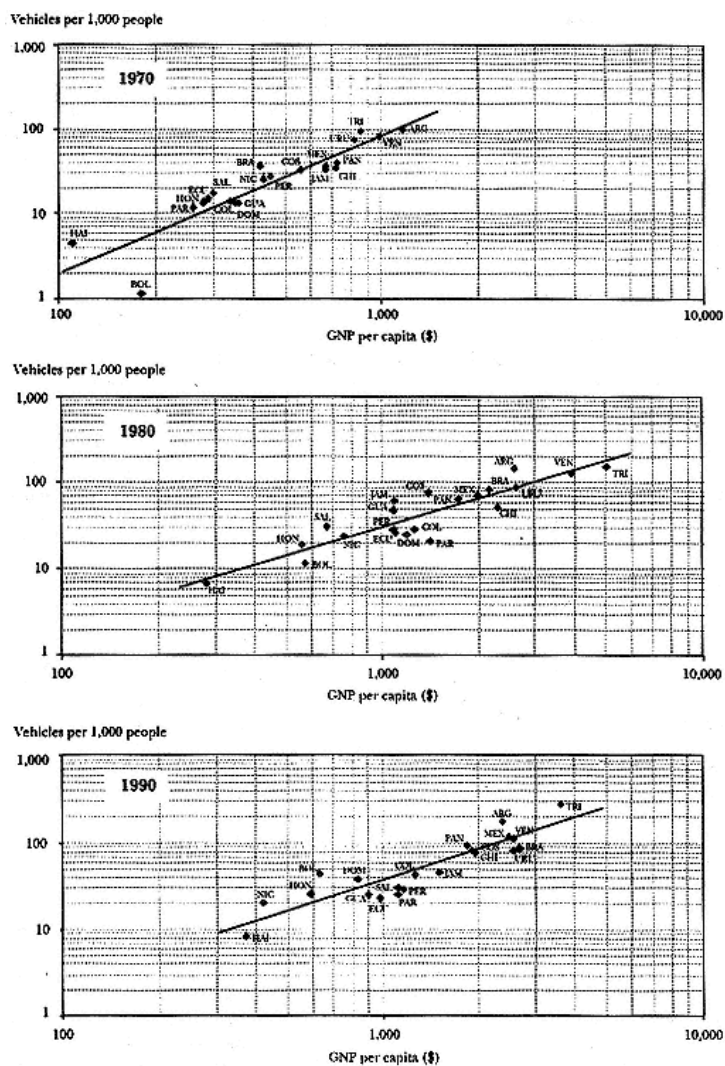 Vehicles per 1,000 people
1,000
1970
TRI
100
ARG
URU
VEN
MEX
BRA
COS
PAN
NIC
PER
JAM
CHI
SAL
ECU
HON
GUA
10
PAR
COL
DOM
HAI
BOL
1
100
1,000
10,000
GNP per capita ($)
Vehicles per 1,000 people
1,000
1980
ARG
VEN
TRI
100
COS
BRA
MEX
JAM
PAN
URU
GUA
CHI
SAL
PER
COL
HON
NIC
ECU
DOM
PAR
10
BOL
HAI
1
100
1,000
10,000
GNP per capita ($)
Vehicles per 1,000 people
1,000
1990
TRI
ARG
MEX
VEN
100
PAN
BRA
CHI
URU
DOM
COL
JAM
HON
NIC
SAL
PER
GUA
PAR
ECU
10
HAI
1
100
1,000
10,000
GNP per capita ($)